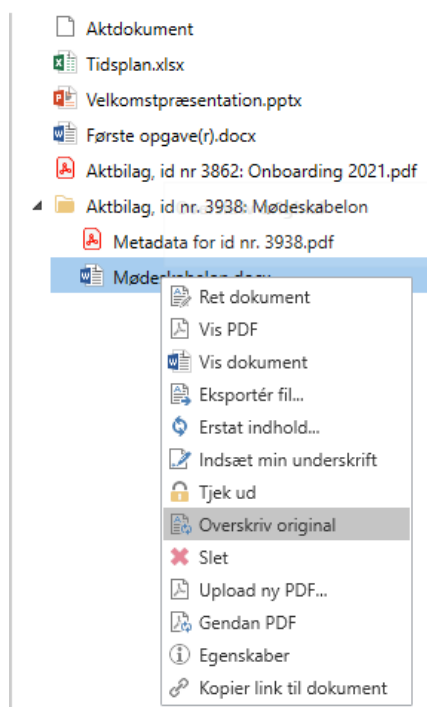 Aktdokument
Tidsplan.xlsx
Velkomstpræsentation.pptx
Første opgave(r).docx
Aktbilag, id nr 3862: Onboarding 2021.pdf
Aktbilag, id nr. 3938: Mødeskabelon
Metadata for id nr. 3938.pdf
Mødeskabelon.docx
Ret dokument
Vis PDF
Vis dokument
Eksportér fil...
Erstat indhold...
Indsæt min underskrift
Tjek ud
Overskriv original
Slet
Upload ny PDF...
Gendan PDF
Egenskaber
Kopier link til dokument